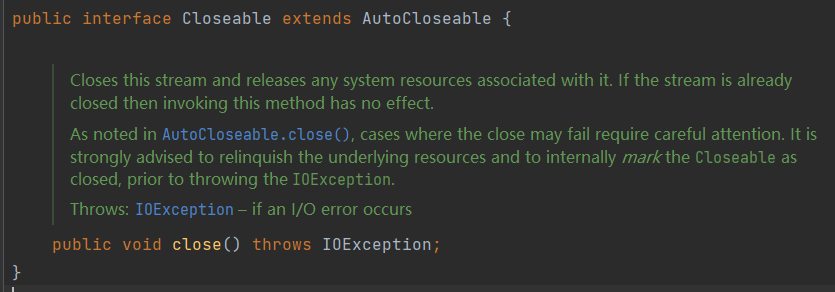 public interface Closeable extends AutoCloseable {
Closes this stream and releases any system resources associated with it. If the stream is already
closed then invoking this method has no effect.
As noted in AutoCloseable.close(), cases where the close may fail require careful attention. It is
strongly advised to relinquish the underlying resources and to internally mark the Closeable as
closed, prior to throwing the IOException.
Throws: IOException – if an I/O error occurs
public void close() throws IOException;
}